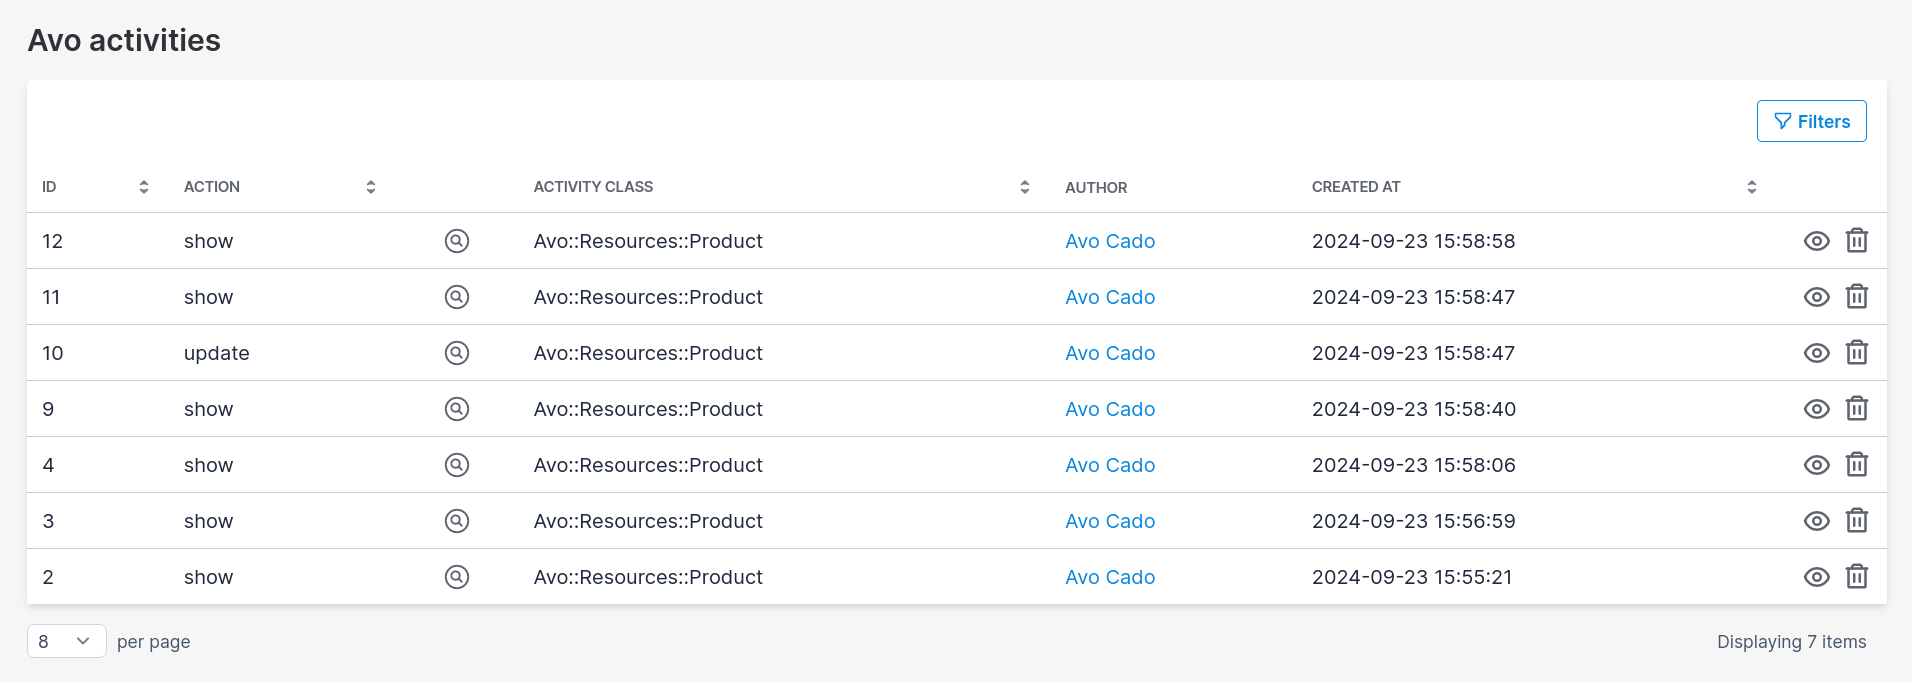 Avo activities
Filters
ID ACTION ACTIVITY CLASS AUTHOR CREATED AT
12 show Avo::Resources::Product Avo Cado 2024-09-23 15:58:58
11 show Avo::Resources::Product Avo Cado 2024-09-23 15:58:47
10 update Avo::Resources::Product Avo Cado 2024-09-23 15:58:47
9 show Avo::Resources::Product Avo Cado 2024-09-23 15:58:40
4 show Avo::Resources::Product Avo Cado 2024-09-23 15:58:06
3 show Avo::Resources::Product Avo Cado 2024-09-23 15:56:59
2 show Avo::Resources::Product Avo Cado 2024-09-23 15:55:21
8 per page Displaying 7 items